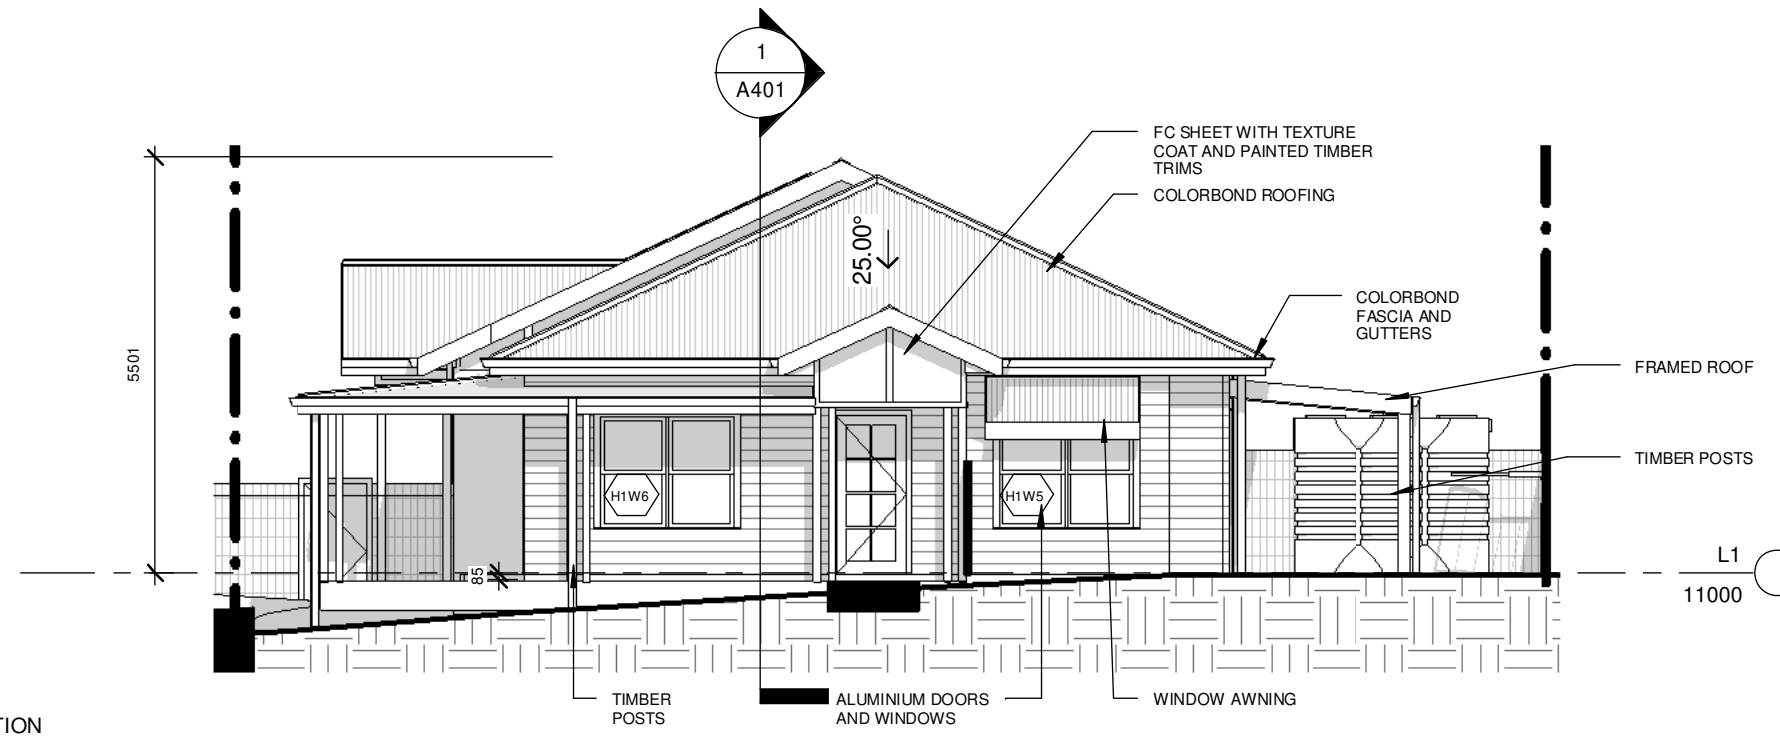 1
A401
FC SHEET WITH TEXTURE
COAT AND PAINTED TIMBER
TRIMS
COLORBOND ROOFING
25.00°
COLORBOND
FASCIA AND
GUTTERS
5501
FRAMED ROOF
TIMBER POSTS
H1W6
H1W5
85
L1
11000
TIMBER
POSTS
ALUMINIUM DOORS
AND WINDOWS
WINDOW AWNING
TION